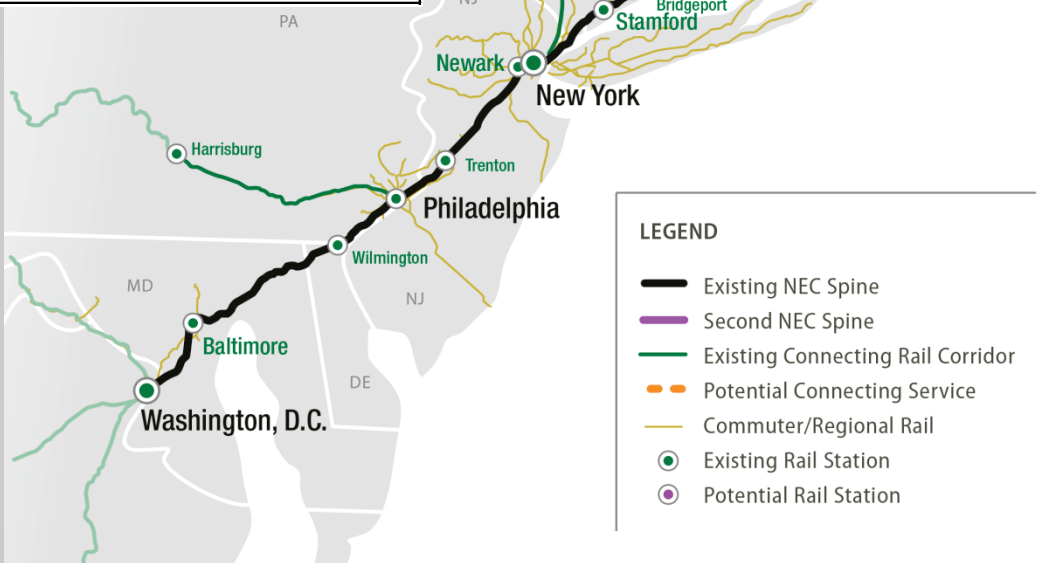 NJ
Bridgeport
Stamford
PA
Newark
New York
Harrisburg
Trenton
Philadelphia
Wilmington
MD
NJ
Baltimore
DE
Washington, D.C.
LEGEND
Existing NEC Spine
Second NEC Spine
Existing Connecting Rail Corridor
Potential Connecting Service
Commuter/Regional Rail
Existing Rail Station
Potential Rail Station